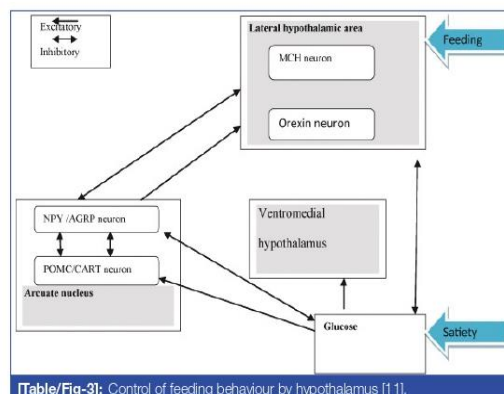 Excitatory
Inhibitory
Lateral hypothalamic area
MCH neuron
Orexin neuron
Feeding
NPY /AGRP neuron
POMC/CART neuron
Arcuate nucleus
Ventromedial
hypothalamus
Glucose
Satiety
[Table/Fig-3]: Control of feeding behaviour by hypothalamus [11].